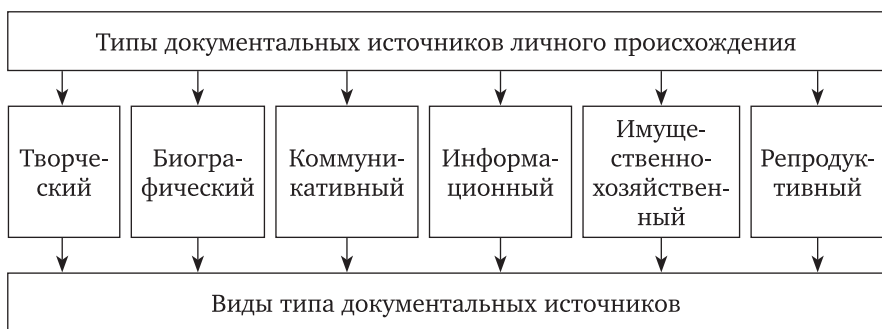 Типы документальных источников личного происхождения
Творче-
ский
Биогра-
фический
Коммуни-
кативный
Информа-
ционный
Имуще-
ственно-
хозяйствен-
ный
Репродук-
тивный
Виды типа документальных источников